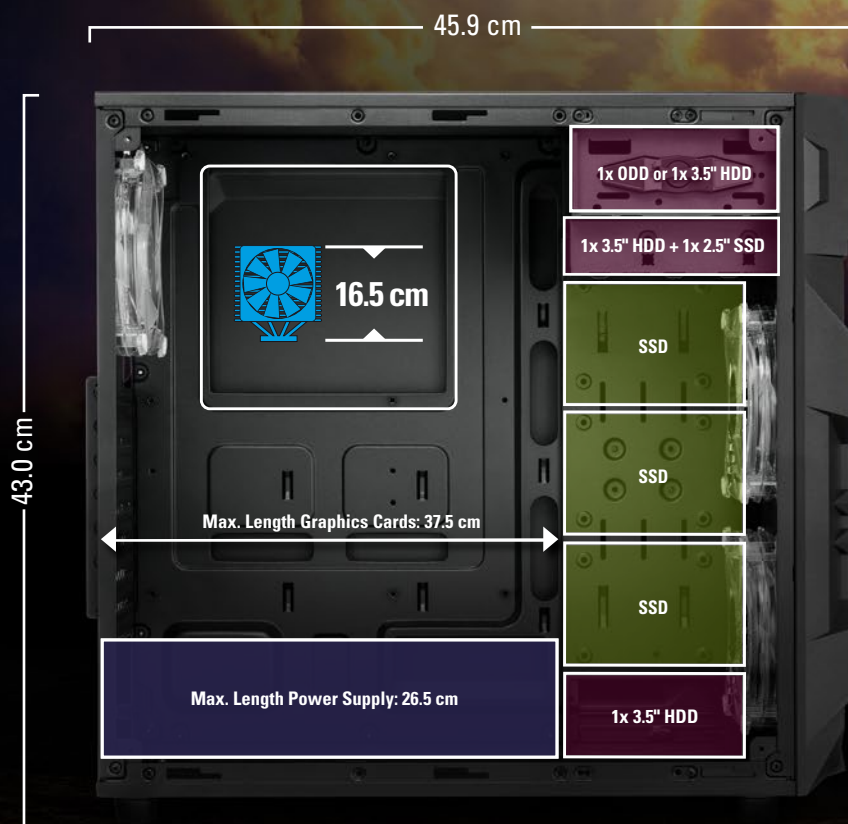 45.9 cm
43.0 cm
1x ODD or 1x 3.5" HDD
1x 3.5" HDD + 1x 2.5" SSD
16.5 cm
SSD
SSD
Max. Length Graphics Cards: 37.5 cm
SSD
Max. Length Power Supply: 26.5 cm
1x 3.5" HDD